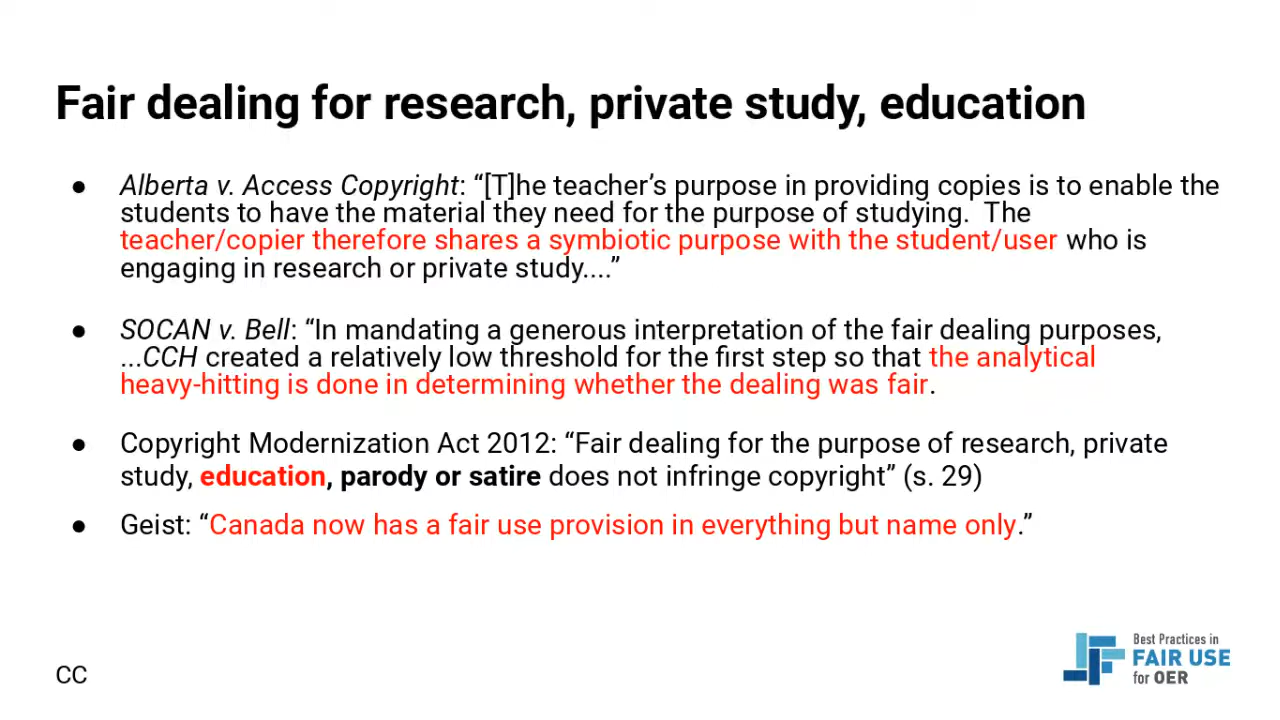 Fair dealing for research, private study, education
● Alberta v. Access Copyright: “[T]he teacher’s purpose in providing copies is to enable the
students to have the material they need for the purpose of studying. The
teacher/copier therefore shares a symbiotic purpose with the student/user who is
engaging in research or private study....”
● SOCAN v. Bell: “In mandating a generous interpretation of the fair dealing purposes,
...CCH created a relatively low threshold for the first step so that the analytical
heavy-hitting is done in determining whether the dealing was fair.
● Copyright Modernization Act 2012: “Fair dealing for the purpose of research, private
study, education, parody or satire does not infringe copyright” (s. 29)
● Geist: “Canada now has a fair use provision in everything but name only.”
CC
Best Practices in
FAIR USE
for OER